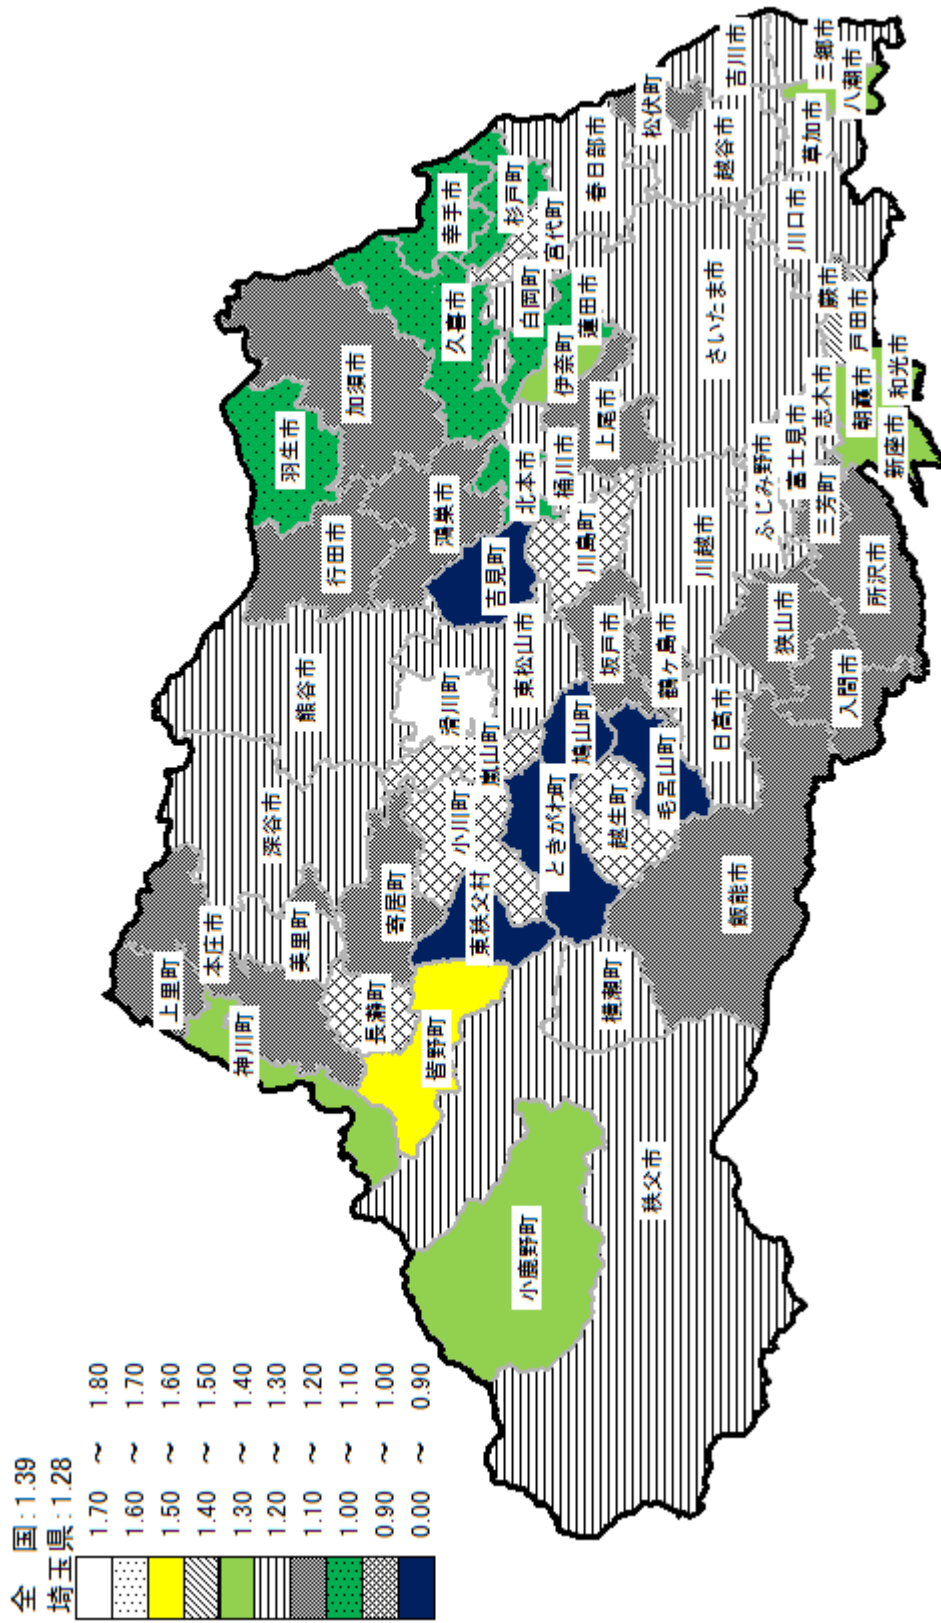 全　国：1.39
埼玉県：1.28
1.70 ～ 1.80
1.60 ～ 1.70
1.50 ～ 1.60
1.40 ～ 1.50
1.30 ～ 1.40
1.20 ～ 1.30
1.10 ～ 1.20
1.00 ～ 1.10
0.90 ～ 1.00
0.00 ～ 0.90
上里町
本庄市
神川町
美里町
深谷市
熊谷市
寄居町
長瀞町
皆野町
小鹿野町
秩父市
横瀬町
東秩父村
小川町
嵐山町
滑川町
ときがわ町
鳩山町
越生町
毛呂山町
飯能市
日高市
東松山市
吉見町
川島町
坂戸市
鶴ヶ島市
川越市
狭山市
入間市
所沢市
行田市
羽生市
加須市
鴻巣市
北本市
桶川市
上尾市
伊奈町
久喜市
幸手市
杉戸町
宮代町
白岡町
蓮田市
春日部市
松伏町
さいたま市
越谷市
吉川市
三郷市
八潮市
草加市
川口市
蕨市
戸田市
ふじみ野市
富士見市
三芳町
志木市
朝霞市
和光市
新座市